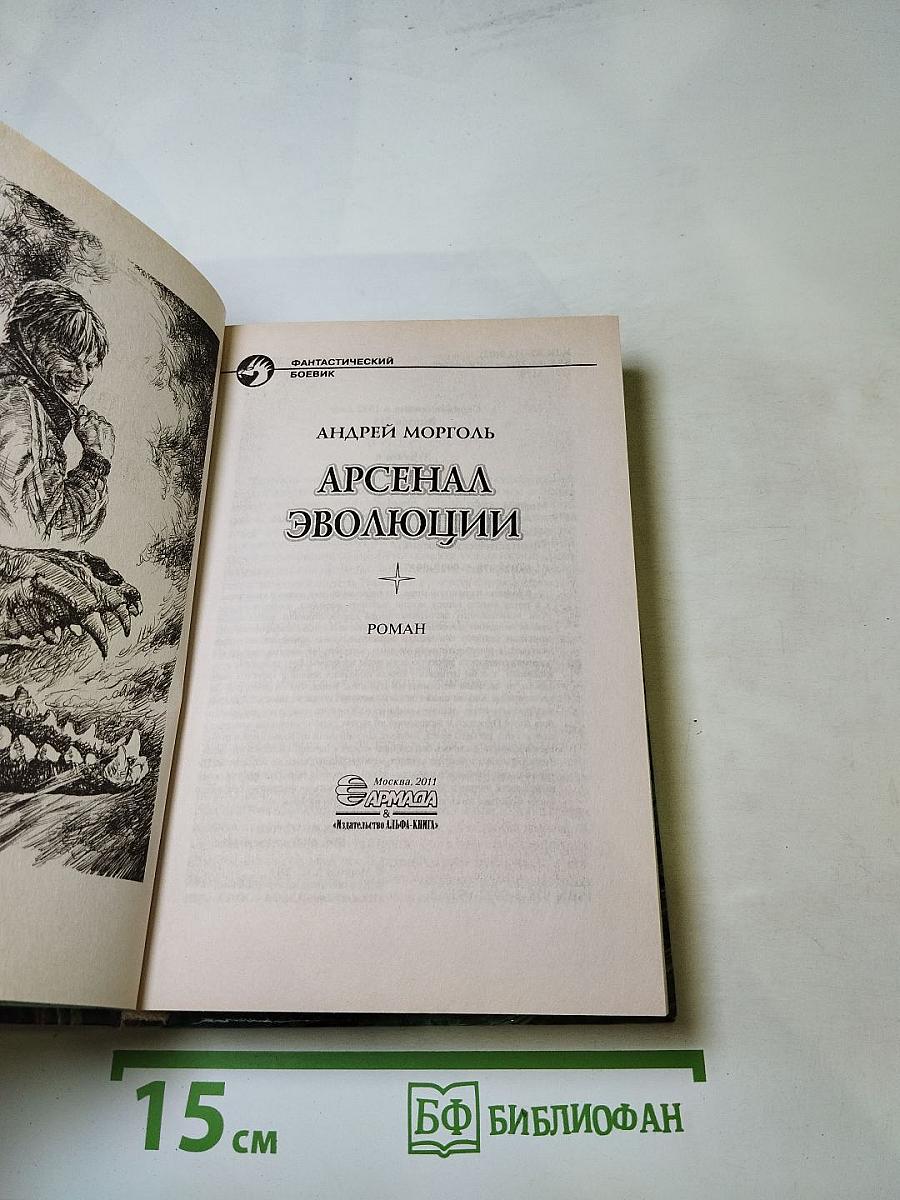 ФАНТАСТИЧЕСКИЙ
БОЕВИК
АНДРЕЙ МОРГОЛЬ
АРСЕНАЛ
ЭВОЛЮЦИИ
РОМАН
Москва, 2011
АРМАДА
&
«Издательство АЛЬФА-КНИГА»
15 см
БФ БИБЛИОФАН